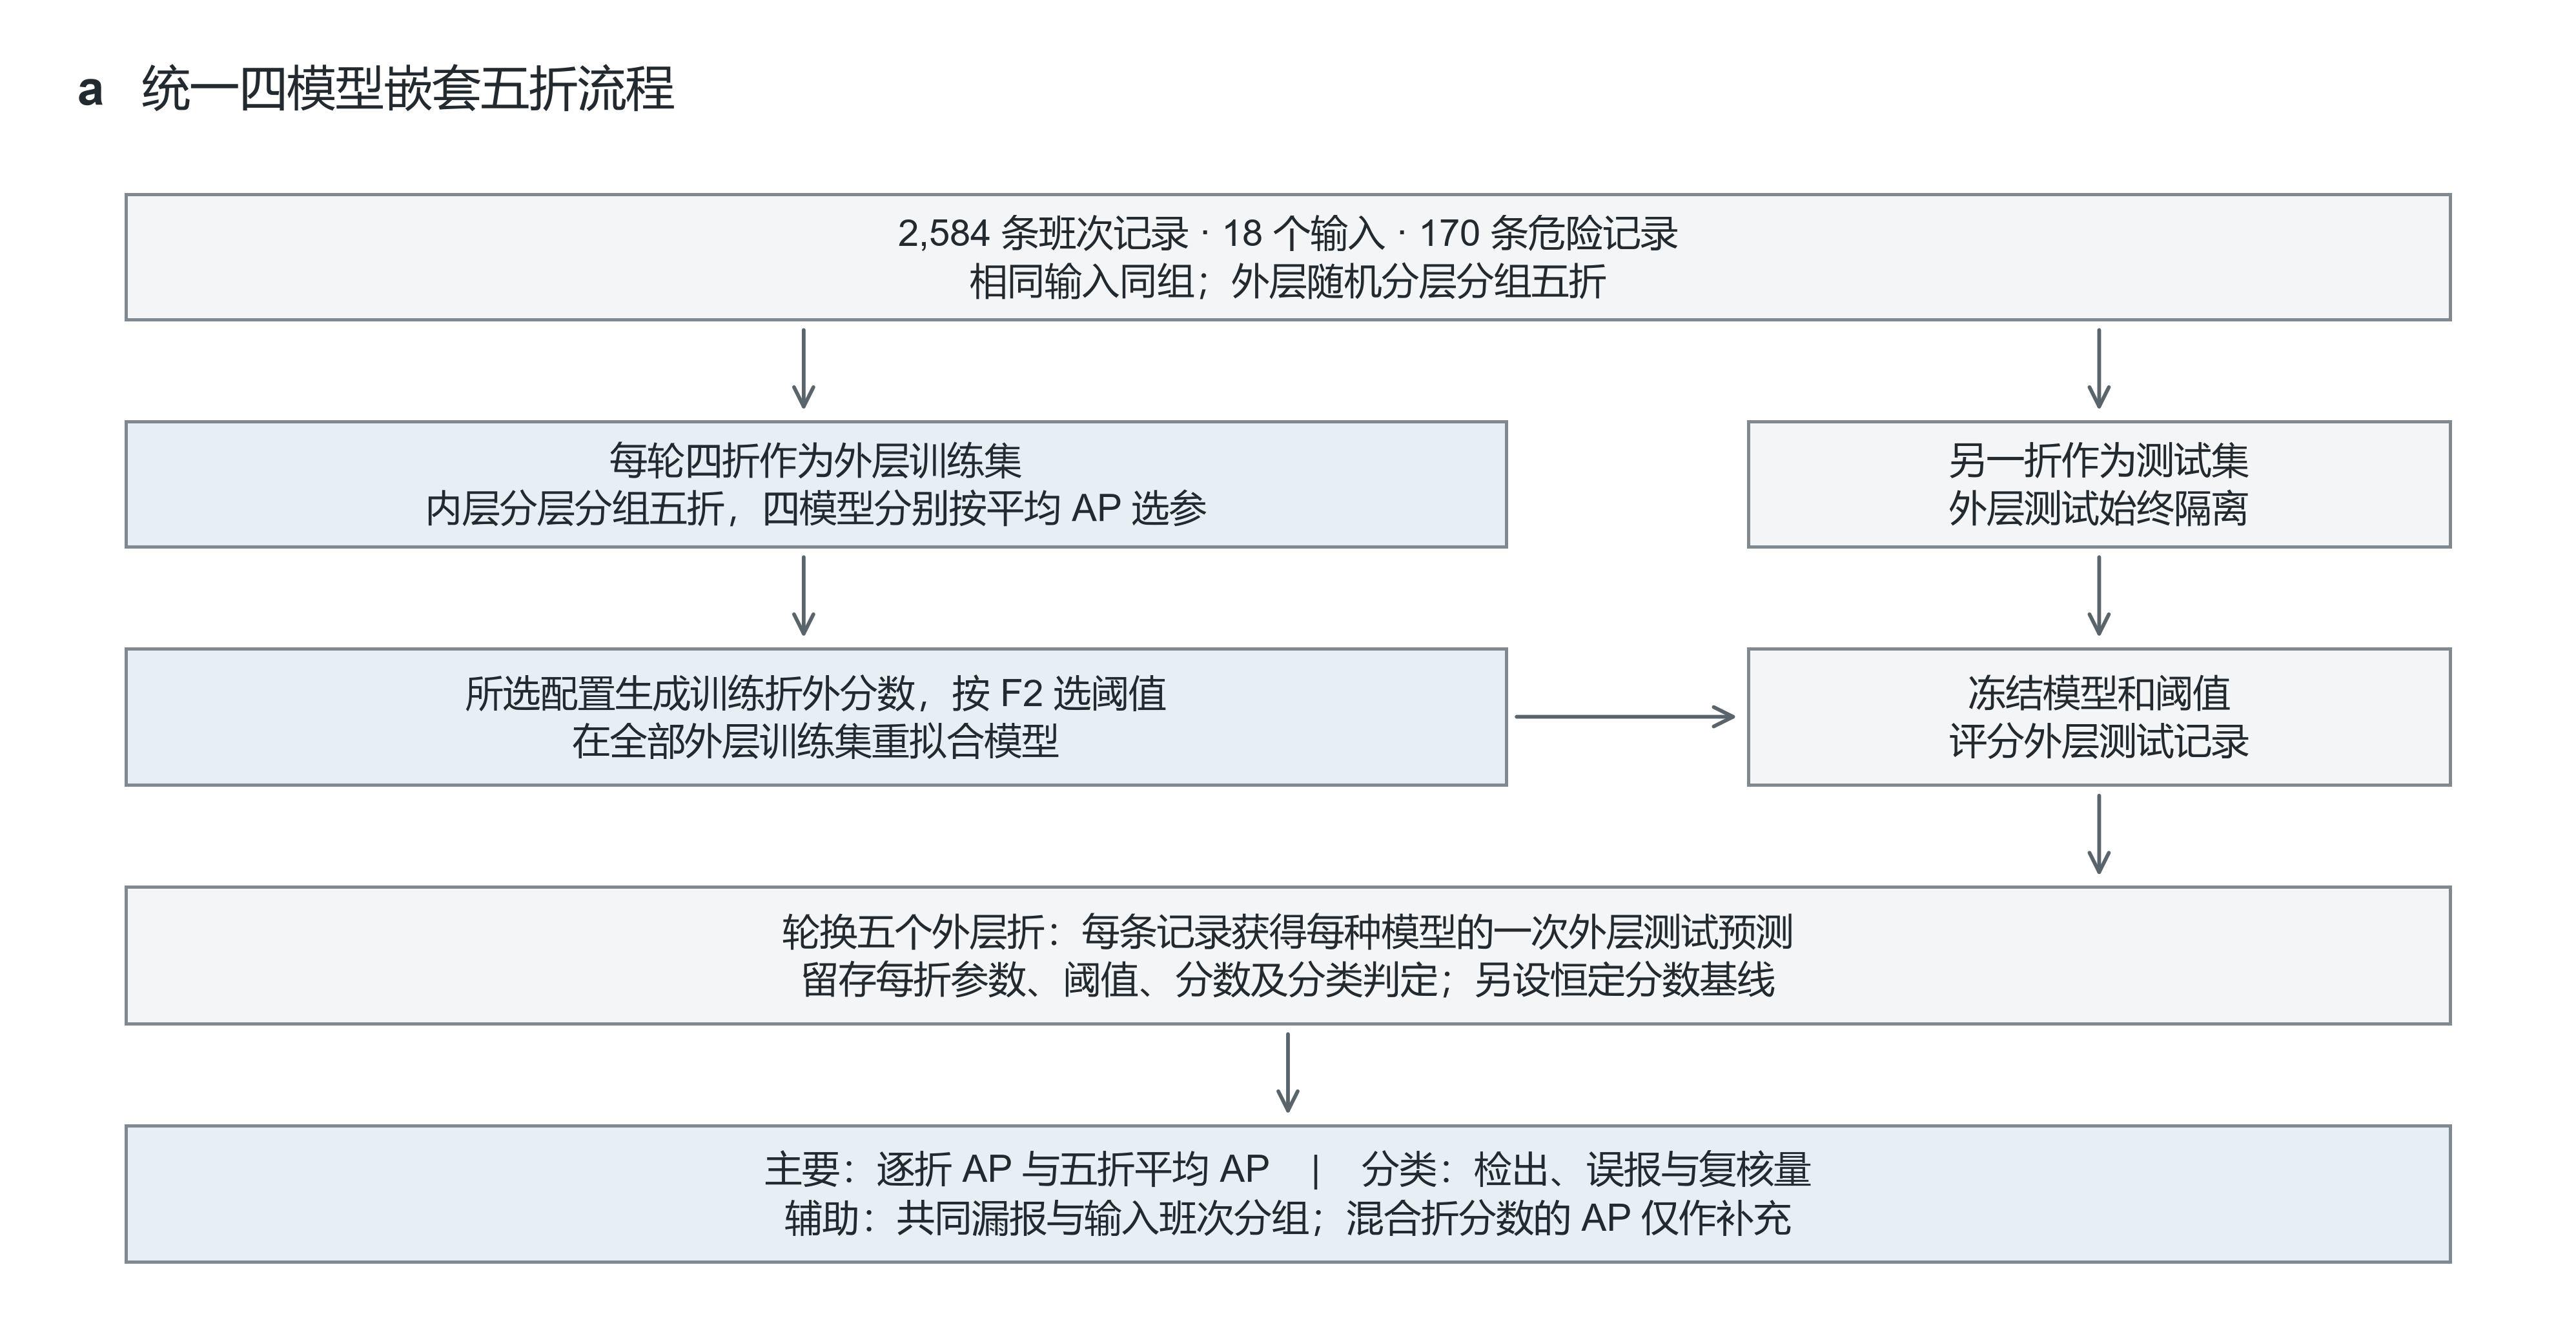 a 统一四模型嵌套五折流程
2,584 条班次记录 · 18 个输入 · 170 条危险记录
相同输入同组；外层随机分层分组五折
每轮四折作为外层训练集
内层分层分组五折，四模型分别按平均 AP 选参
另一折作为测试集
外层测试始终隔离
所选配置生成训练折外分数，按 F2 选阈值
在全部外层训练集重拟合模型
冻结模型和阈值
评分外层测试记录
轮换五个外层折：每条记录获得每种模型的一次外层测试预测
留存每折参数、阈值、分数及分类判定；另设恒定分数基线
主要：逐折 AP 与五折平均 AP | 分类：检出、误报与复核量
辅助：共同漏报与输入班次分组；混合折分数的 AP 仅作补充